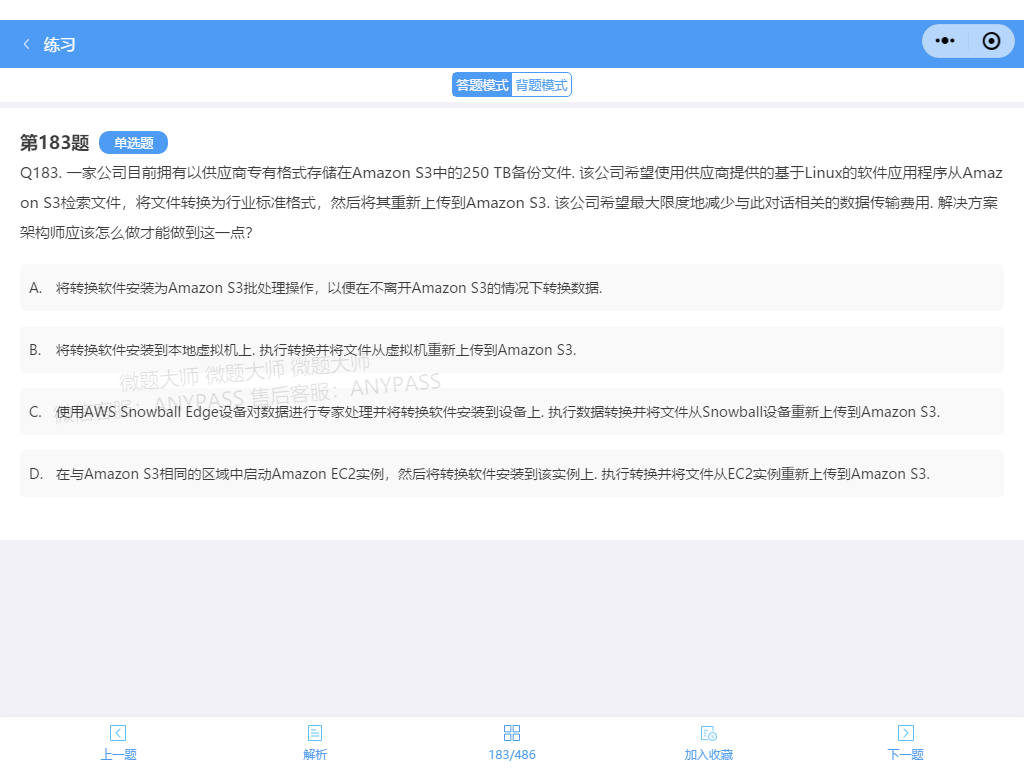 练习
答题模式 背题模式
第183题 单选题
Q183. 一家公司目前拥有以供应商专有格式存储在Amazon S3中的250 TB备份文件. 该公司希望使用供应商提供的基于Linux的软件应用程序从Amaz
on S3检索文件，将文件转换为行业标准格式，然后将其重新上传到Amazon S3. 该公司希望最大限度地减少与此对话相关的数据传输费用. 解决方案
架构师应该怎么做才能做到这一点?
A. 将转换软件安装为Amazon S3批处理操作，以便在不离开Amazon S3的情况下转换数据.
B. 将转换软件安装到本地虚拟机上. 执行转换并将文件从虚拟机重新上传到Amazon S3.
微题大师 微题大师 微题大师
微信客服：ANYPASS 售后客服：ANYPASS
C. 使用AWS Snowball Edge设备对数据进行专家处理并将转换软件安装到设备上. 执行数据转换并将文件从Snowball设备重新上传到Amazon S3.
D. 在与Amazon S3相同的区域中启动Amazon EC2实例，然后将转换软件安装到该实例上. 执行转换并将文件从EC2实例重新上传到Amazon S3.
上一题 解析 183/486 加入收藏 下一题